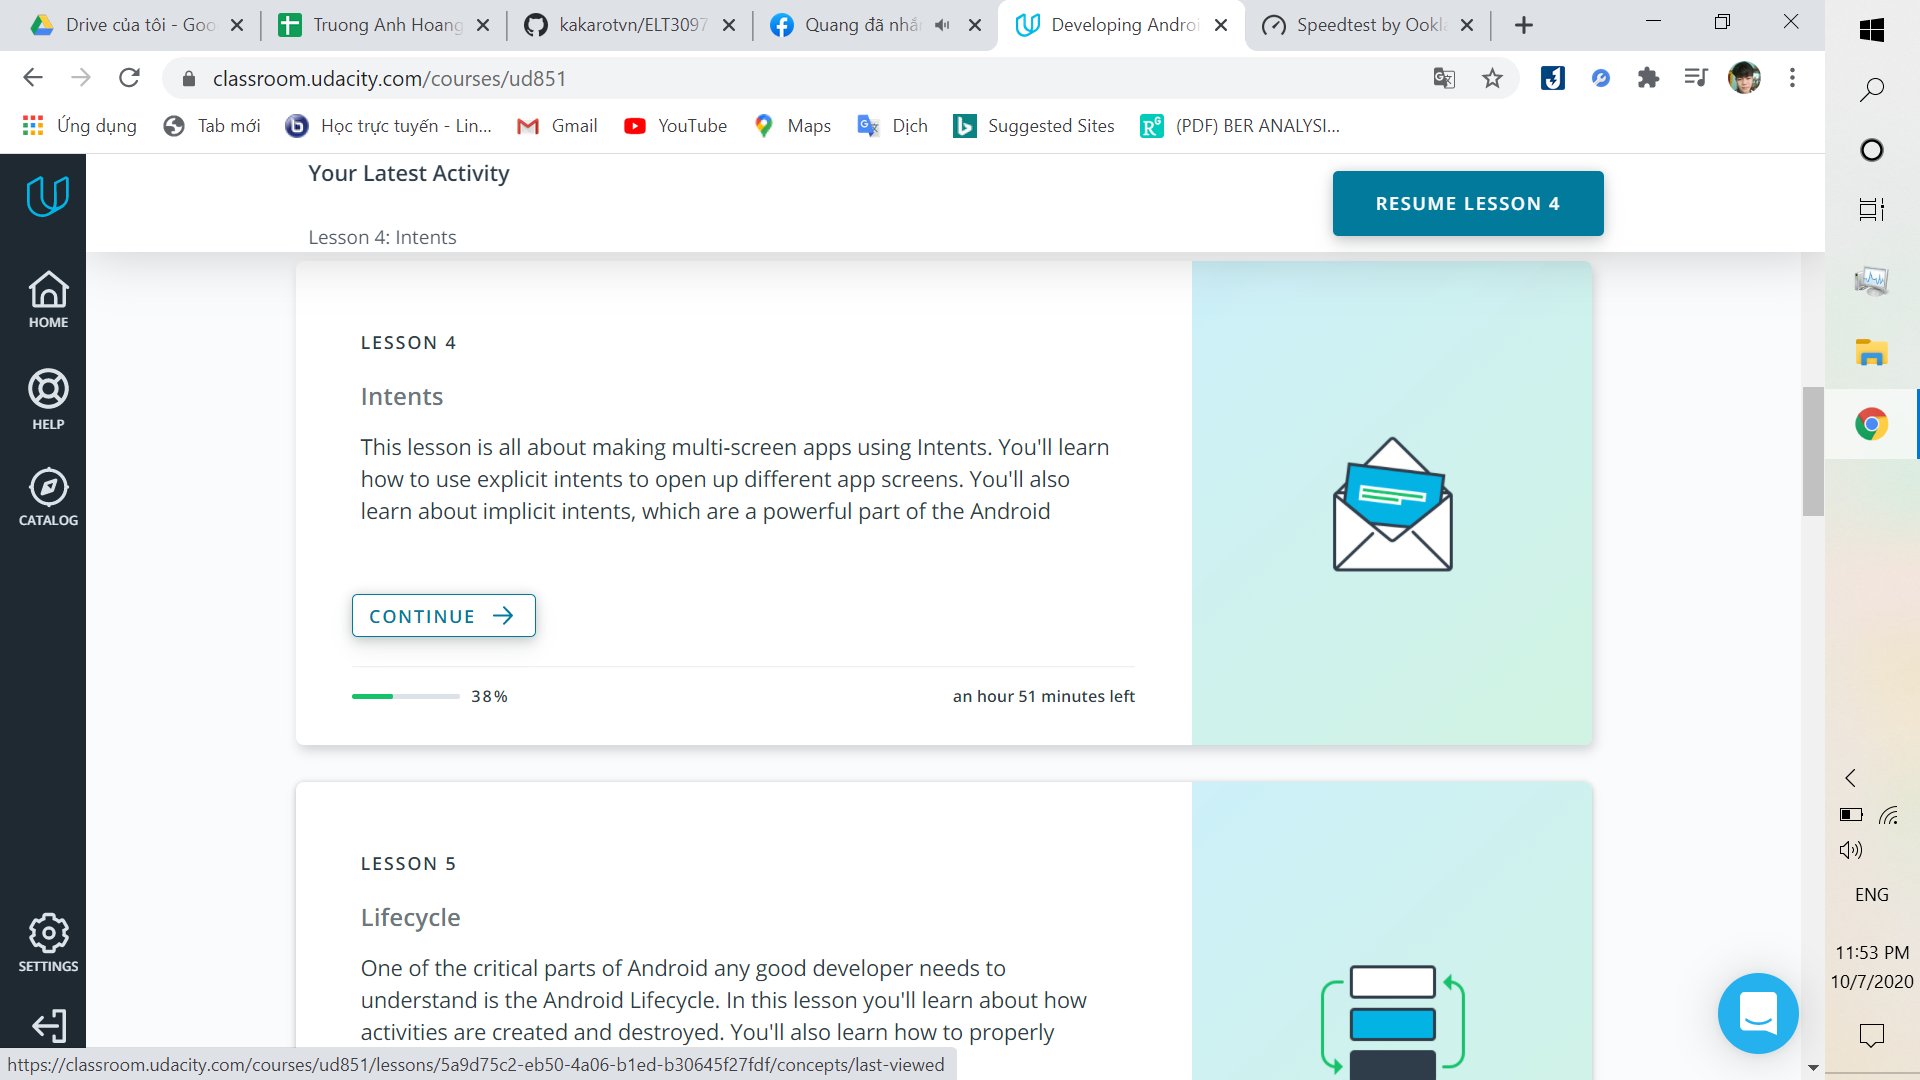 Drive của tôi - Goo
Truong Anh Hoang
kakarotvn/ELT3097
Quang đã nhắn
Developing Androi
Speedtest by Ookla
classroom.udacity.com/courses/ud851
Ứng dụng
Tab mới
Học trực tuyến - Lin...
Gmail
YouTube
Maps
Dịch
Suggested Sites
(PDF) BER ANALYSI...
Your Latest Activity
RESUME LESSON 4
Lesson 4: Intents
HOME
HELP
CATALOG
SETTINGS
LESSON 4
Intents
This lesson is all about making multi-screen apps using Intents. You'll learn
how to use explicit intents to open up different app screens. You'll also
learn about implicit intents, which are a powerful part of the Android
CONTINUE
38%
an hour 51 minutes left
LESSON 5
Lifecycle
One of the critical parts of Android any good developer needs to
understand is the Android Lifecycle. In this lesson you'll learn about how
activities are created and destroyed. You'll also learn how to properly
https://classroom.udacity.com/courses/ud851/lessons/5a9d75c2-eb50-4a06-b1ed-b30645f27fdf/concepts/last-viewed
ENG
11:53 PM
10/7/2020